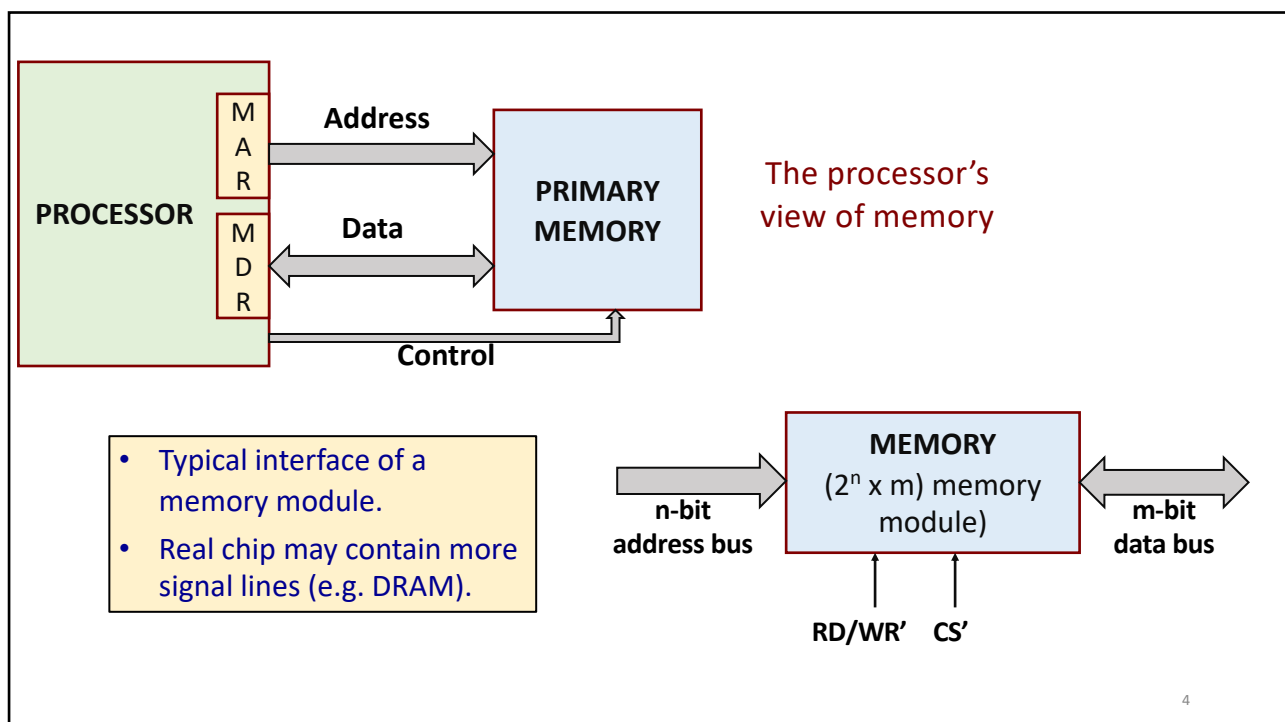 PROCESSOR
M
A
R
M
D
R
Address
Data
Control
PRIMARY
MEMORY
The processor’s
view of memory
• Typical interface of a
memory module.
• Real chip may contain more
signal lines (e.g. DRAM).
n-bit
address bus
MEMORY
(2ⁿ x m) memory
module)
m-bit
data bus
RD/WR’ CS’
4